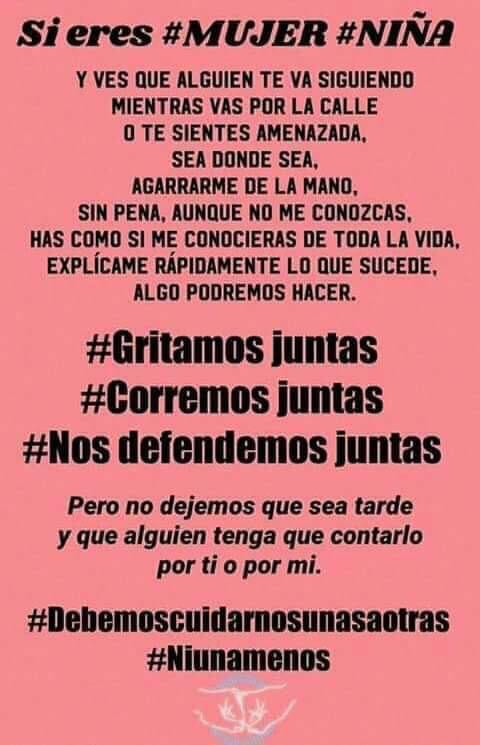 Si eres #MUJER #NIÑA
Y VES QUE ALGUIEN TE VA SIGUIENDO
MIENTRAS VAS POR LA CALLE
O TE SIENTES AMENAZADA,
SEA DONDE SEA,
AGARRARME DE LA MANO,
SIN PENA, AUNQUE NO ME CONOZCAS,
HAS COMO SI ME CONOCIERAS DE TODA LA VIDA,
EXPLÍCAME RÁPIDAMENTE LO QUE SUCEDE,
ALGO PODREMOS HACER.
#Gritamos juntas
#Corremos juntas
#Nos defendemos juntas
Pero no dejemos que sea tarde
y que alguien tenga que contarlo
por ti o por mi.
#Debemoscuidarnosunasaotras
#Niunamenos